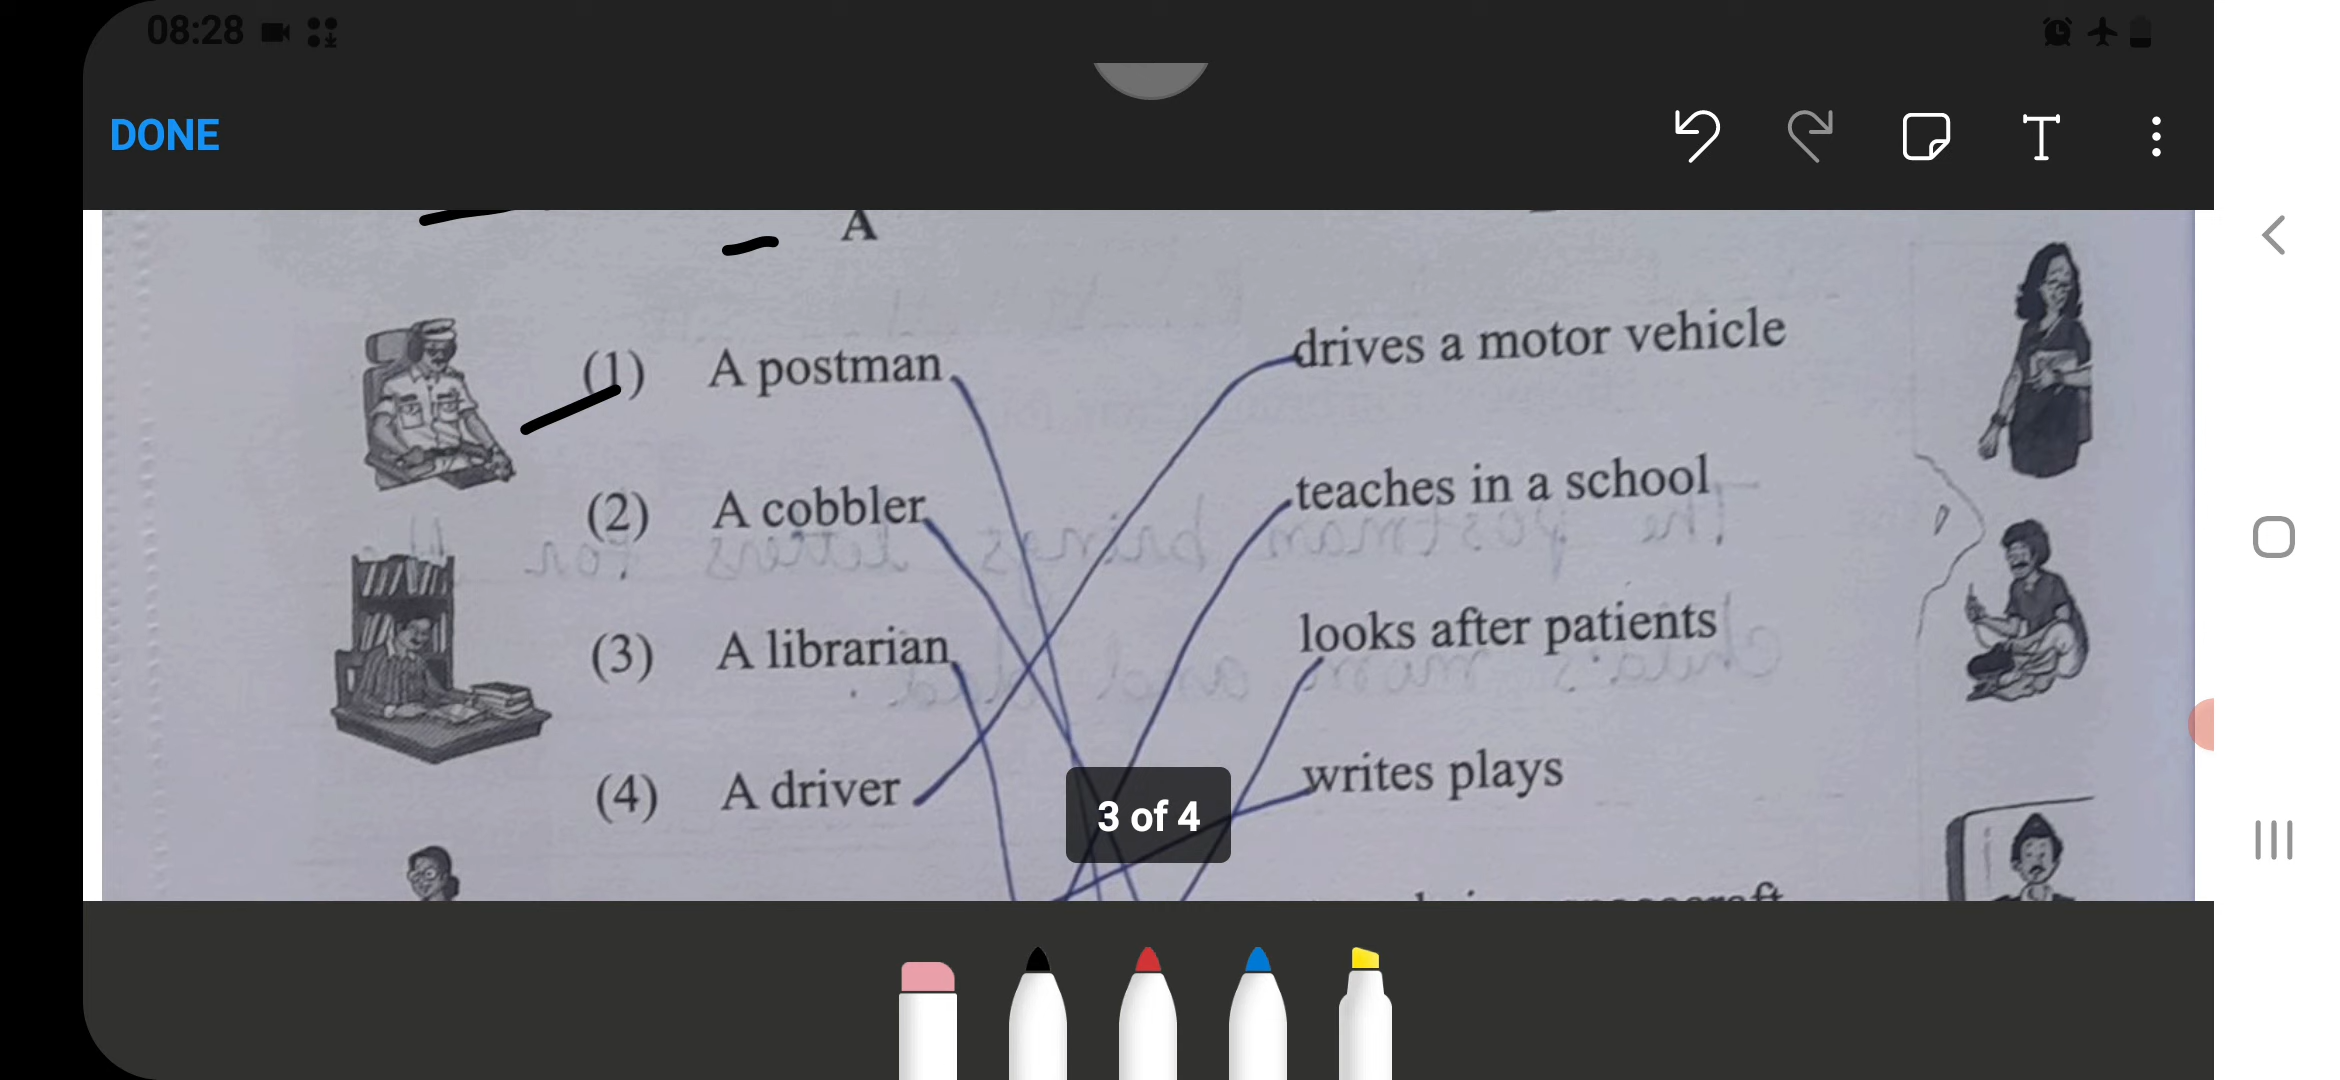 08:28
DONE
T
A
(1) A postman
drives a motor vehicle
(2) A cobbler
teaches in a school
(3) A librarian
looks after patients
(4) A driver
writes plays
3 of 4